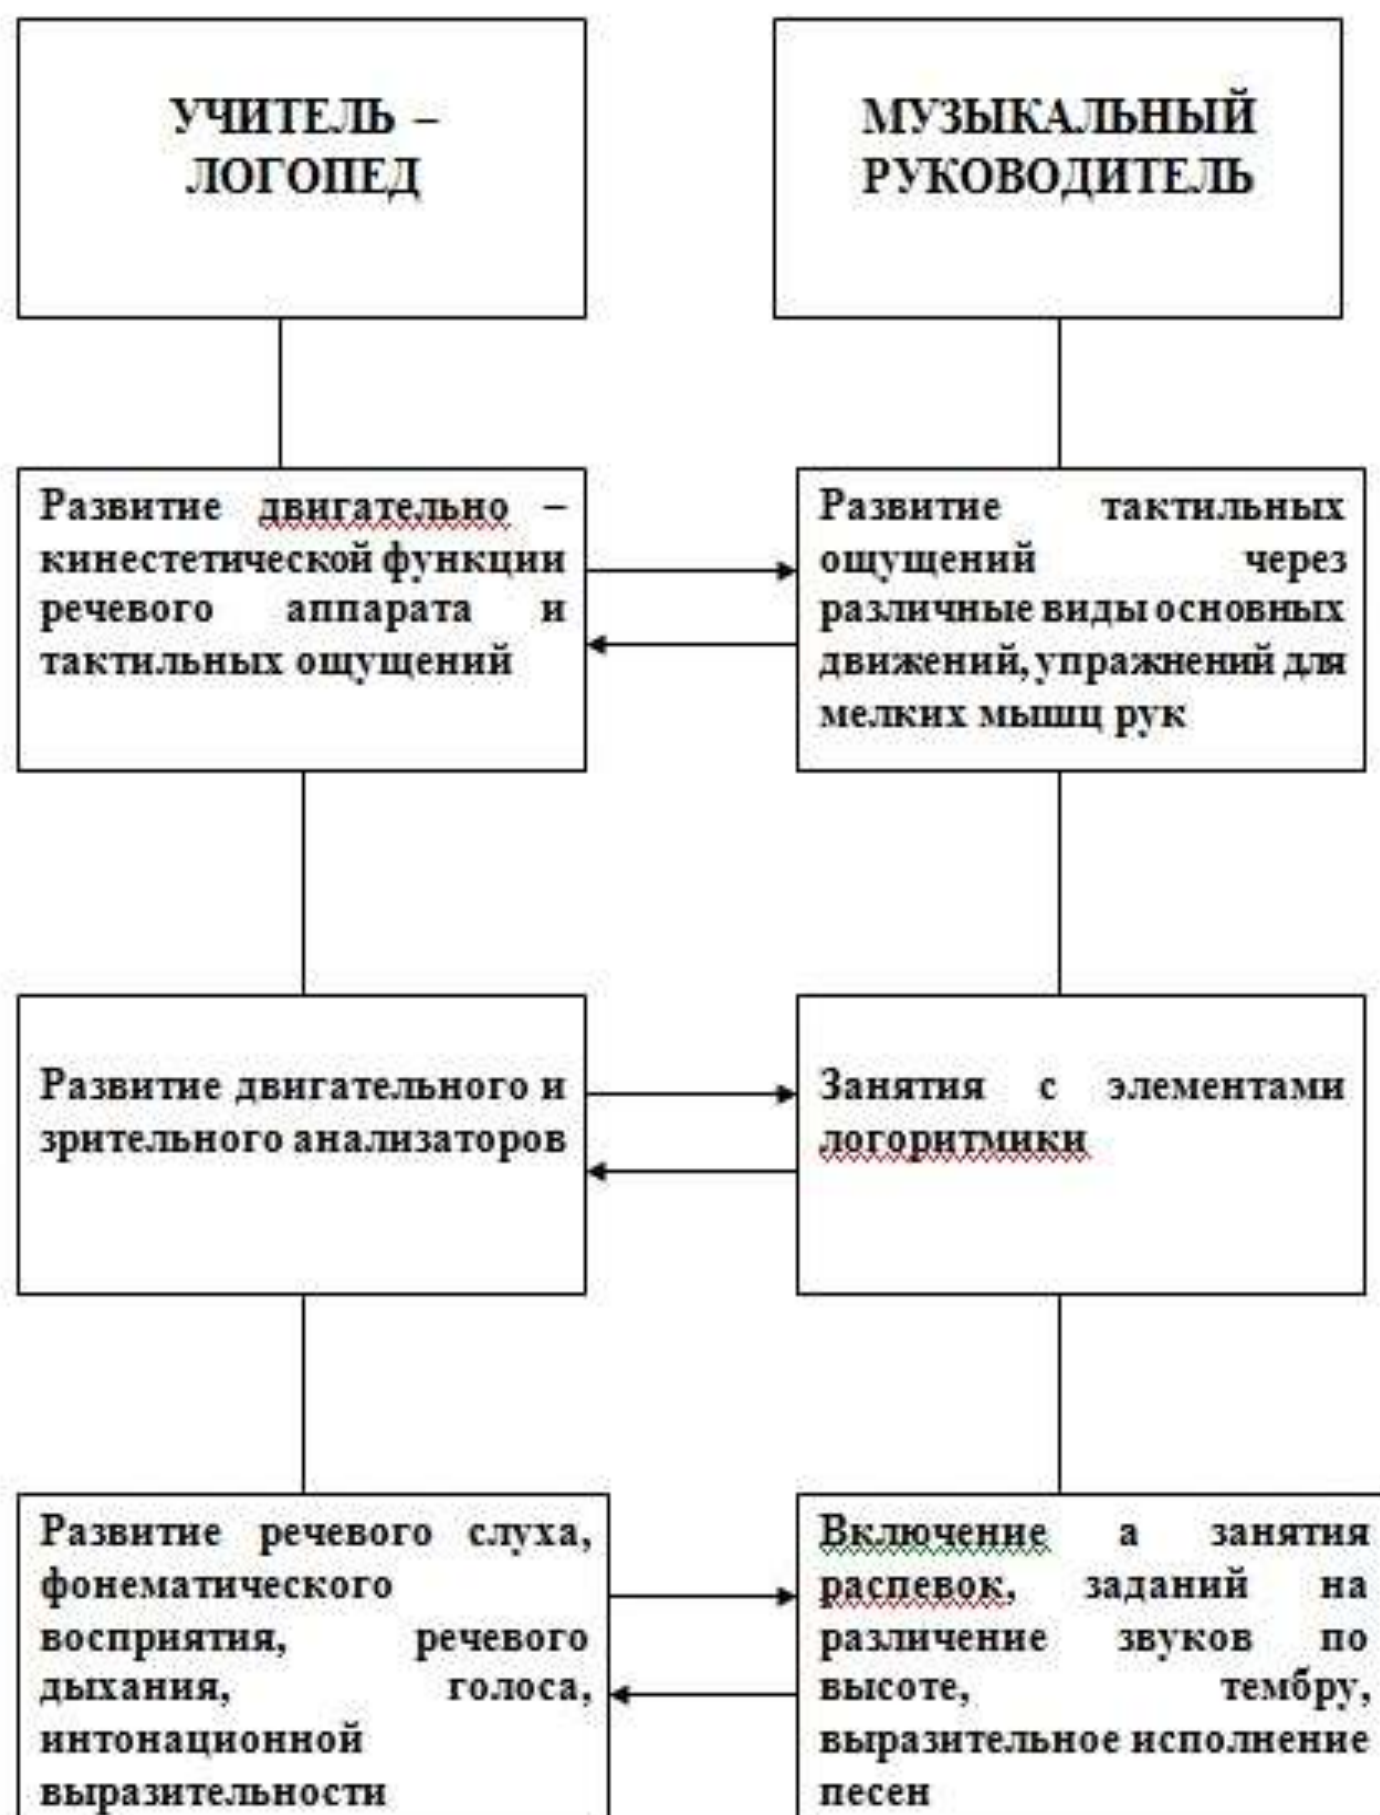 УЧИТЕЛЬ –
ЛОГОПЕД
МУЗЫКАЛЬНЫЙ
РУКОВОДИТЕЛЬ
Развитие двигательно –
кинестетической функции
речевого аппарата и
тактильных ощущений
Развитие тактильных
ощущений через
различные виды основных
движений, упражнений для
мелких мышц рук
Развитие двигательного и
зрительного анализаторов
Занятия с элементами
логоритмики
Развитие речевого слуха,
фонематического
восприятия, речевого
дыхания, голоса,
интонационной
выразительности
Включение а занятия
распевок, заданий на
различение звуков по
высоте, тембру,
выразительное исполнение
песен